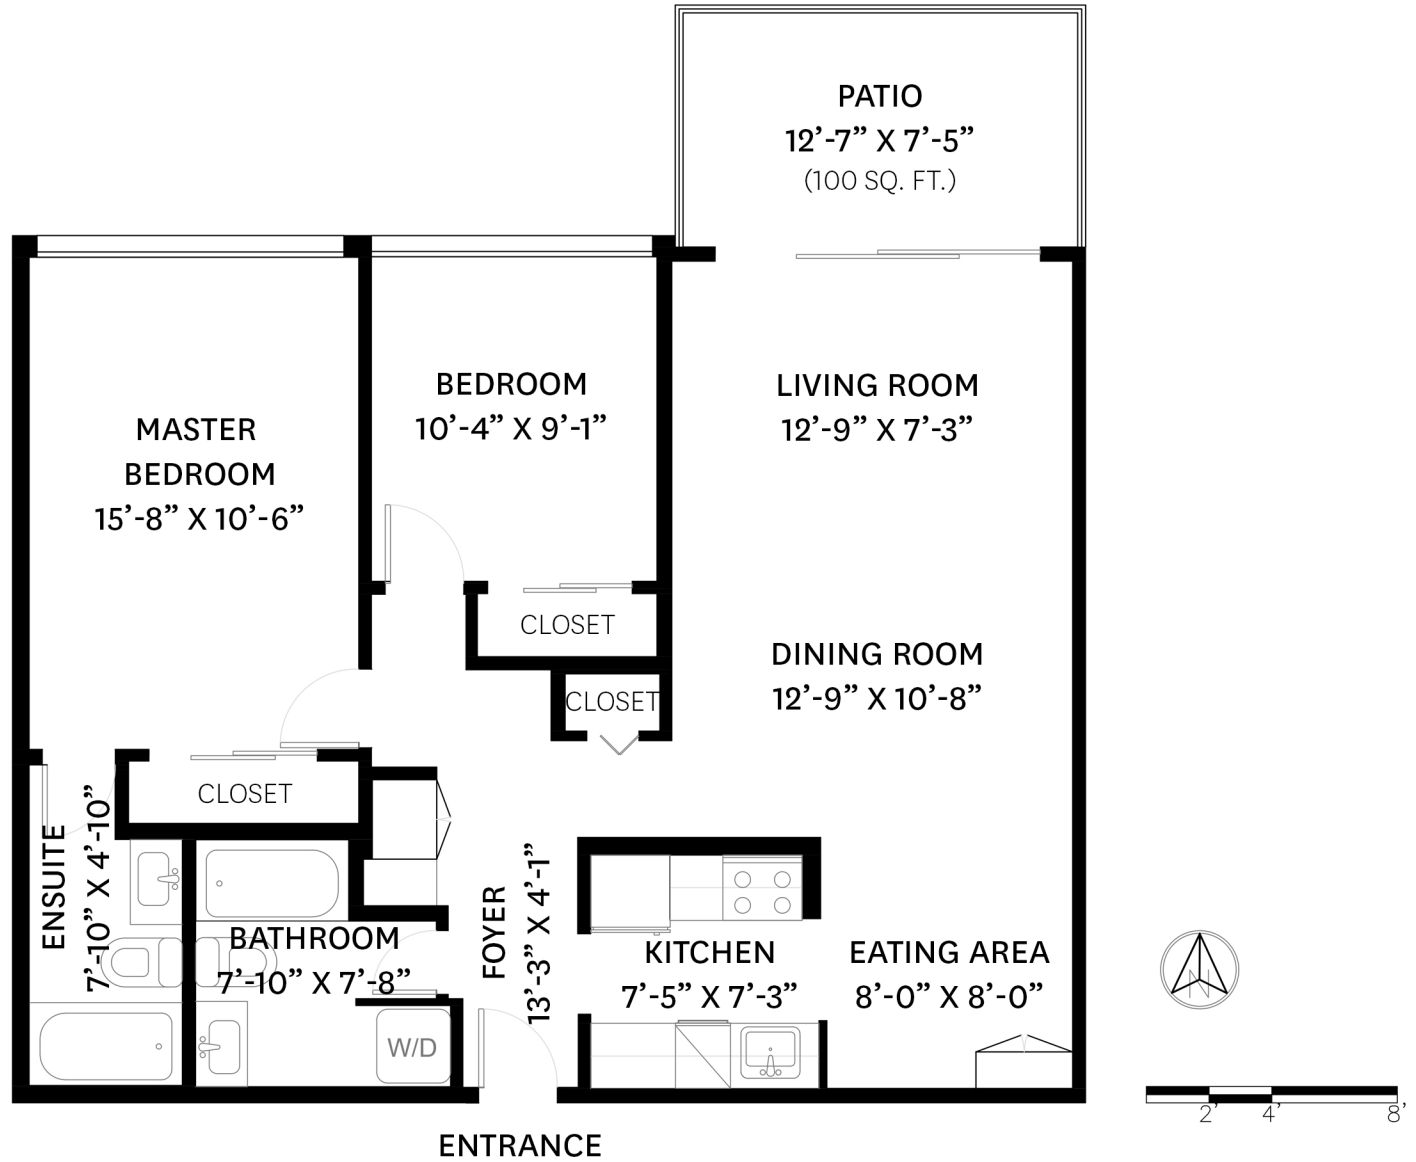 PATIO
12’-7” X 7’-5”
(100 SQ. FT.)
BEDROOM
10’-4” X 9’-1”
LIVING ROOM
12’-9” X 7’-3”
MASTER
BEDROOM
15’-8” X 10’-6”
CLOSET
DINING ROOM
12’-9” X 10’-8”
CLOSET
CLOSET
ENSUITE
7’-10” X 4’-10”
BATHROOM
7’-10” X 7’-8”
FOYER
13’-3” X 4’-1”
KITCHEN
7’-5” X 7’-3”
EATING AREA
8’-0” X 8’-0”
N
W/D
2’ 4’ 8’
ENTRANCE